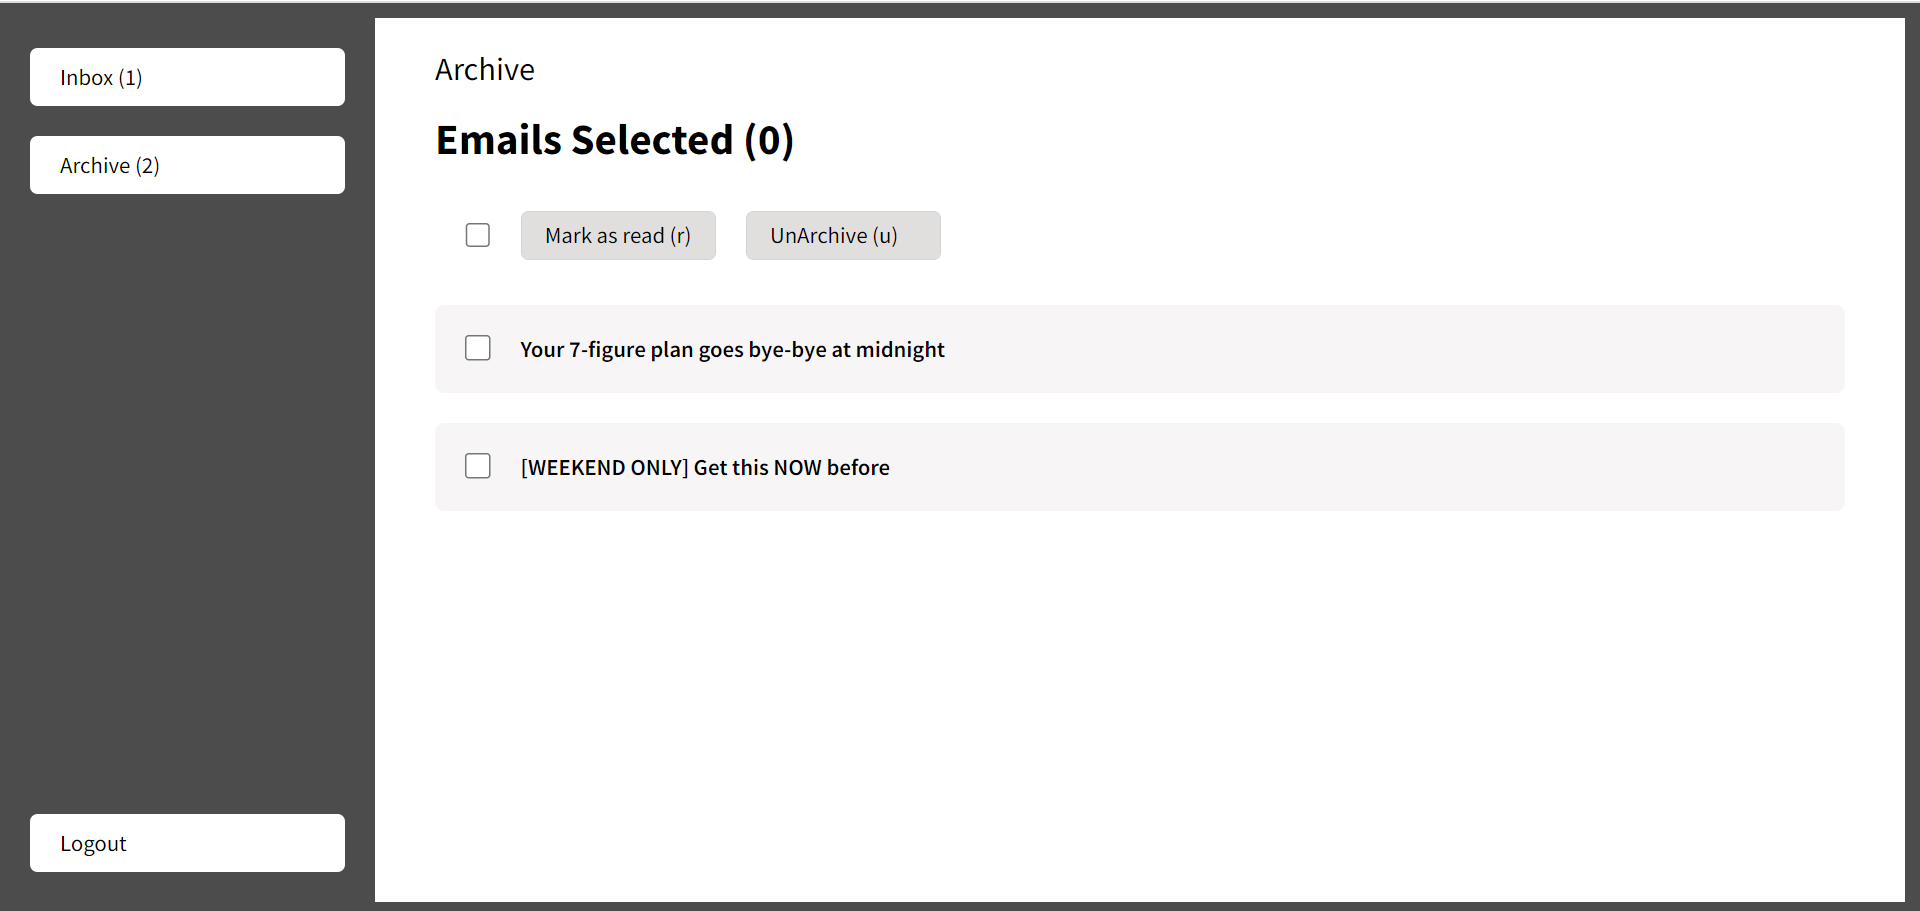 Inbox (1)
Archive (2)
Logout
Archive
Emails Selected (0)
Mark as read (r)
UnArchive (u)
Your 7-figure plan goes bye-bye at midnight
[WEEKEND ONLY] Get this NOW before